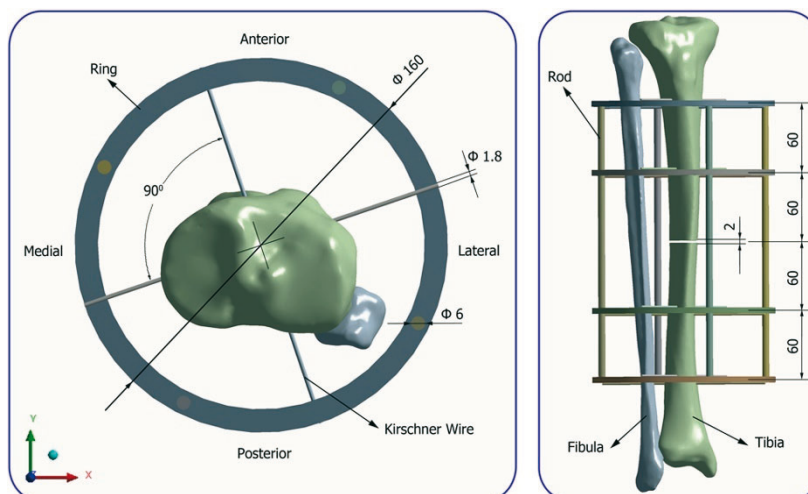 Anterior
Ring
Φ 160
Φ 1.8
90⁰
Medial
Lateral
Φ 6
Kirschner Wire
Posterior
Y
Z
X
Rod
60
60
2
60
60
Fibula
Tibia